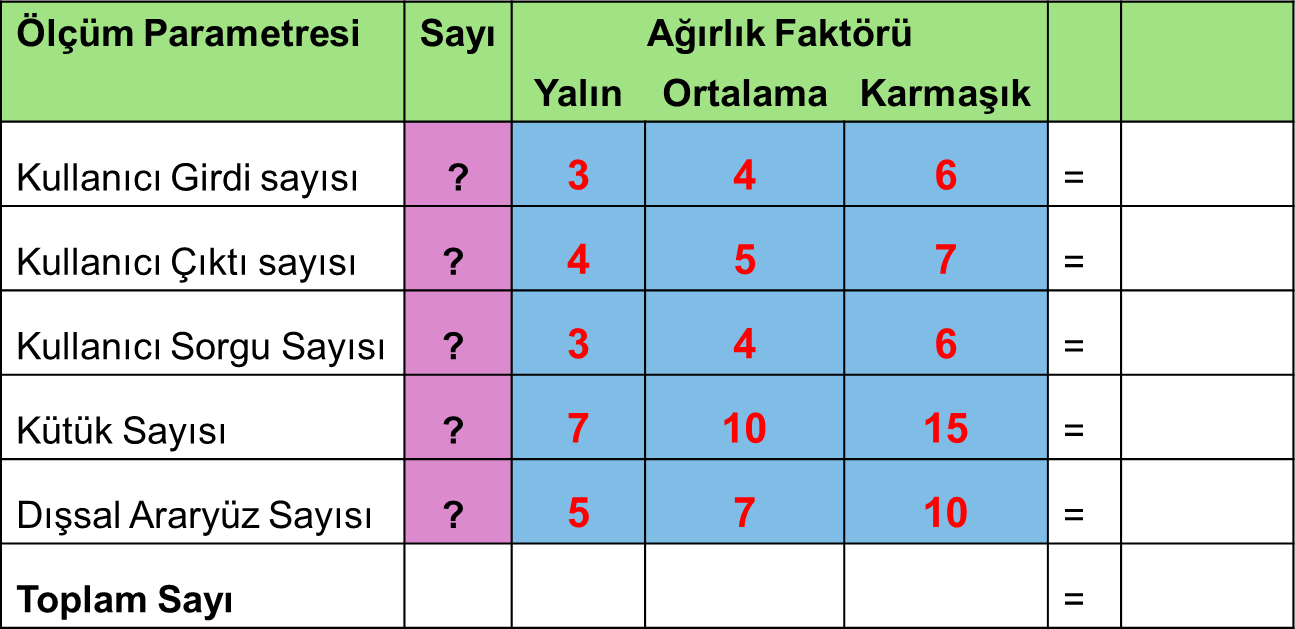 Ölçüm Parametresi Sayı Ağırlık Faktörü
Yalın Ortalama Karmaşık
Kullanıcı Girdi sayısı ? 3 4 6 =
Kullanıcı Çıktı sayısı ? 4 5 7 =
Kullanıcı Sorgu Sayısı ? 3 4 6 =
Kütük Sayısı ? 7 10 15 =
Dışsal Araryüz Sayısı ? 5 7 10 =
Toplam Sayı =